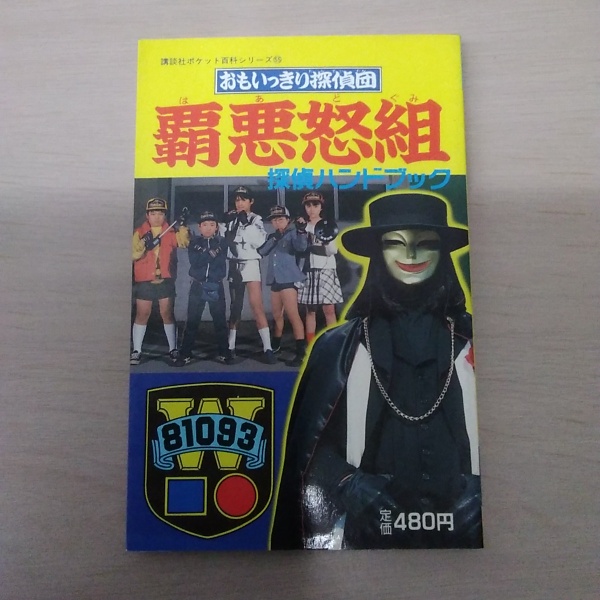 講談社ポケット百科シリーズ
おもいっきり探偵団
は あ ど ぐみ
覇悪怒組
探偵ハンドブック
W
81093
定価480円